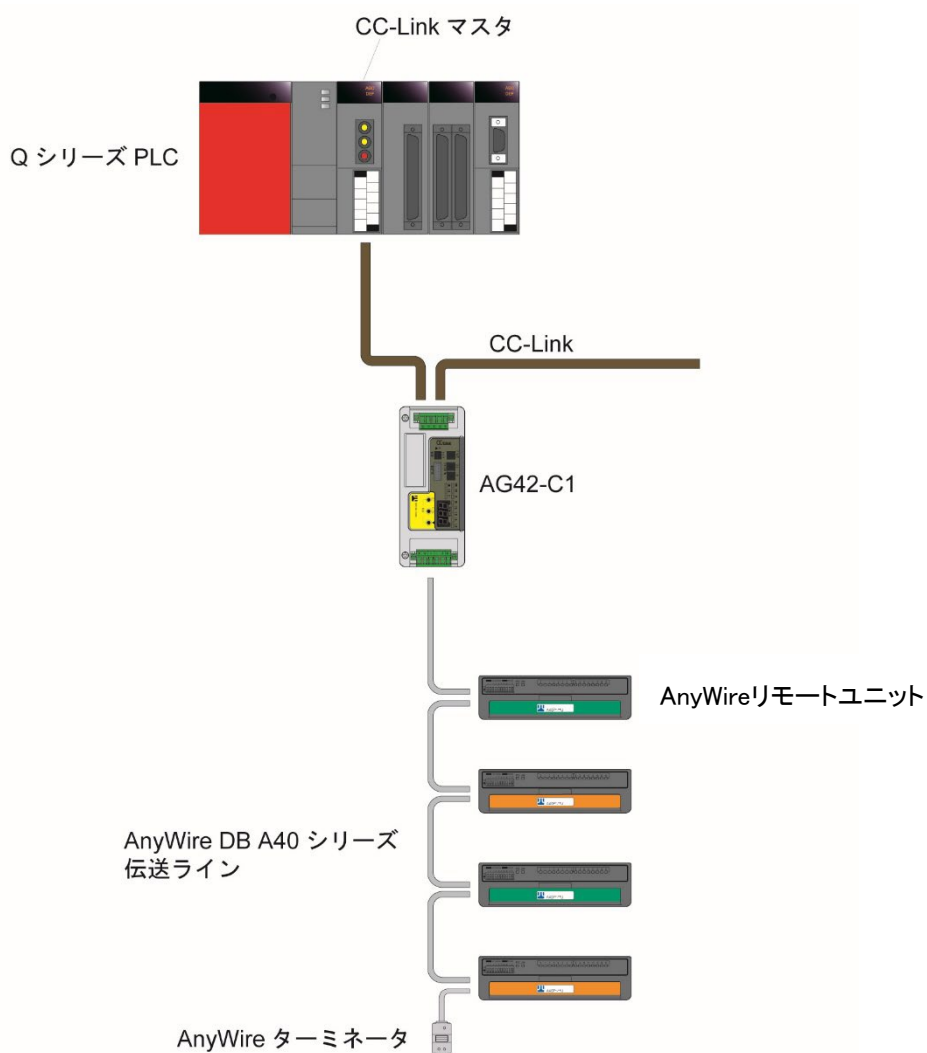 CC-Link マスタ
Q シリーズ PLC
CC-Link
AG42-C1
AnyWireリモートユニット
AnyWire DB A40 シリーズ
伝送ライン
AnyWire ターミネータ